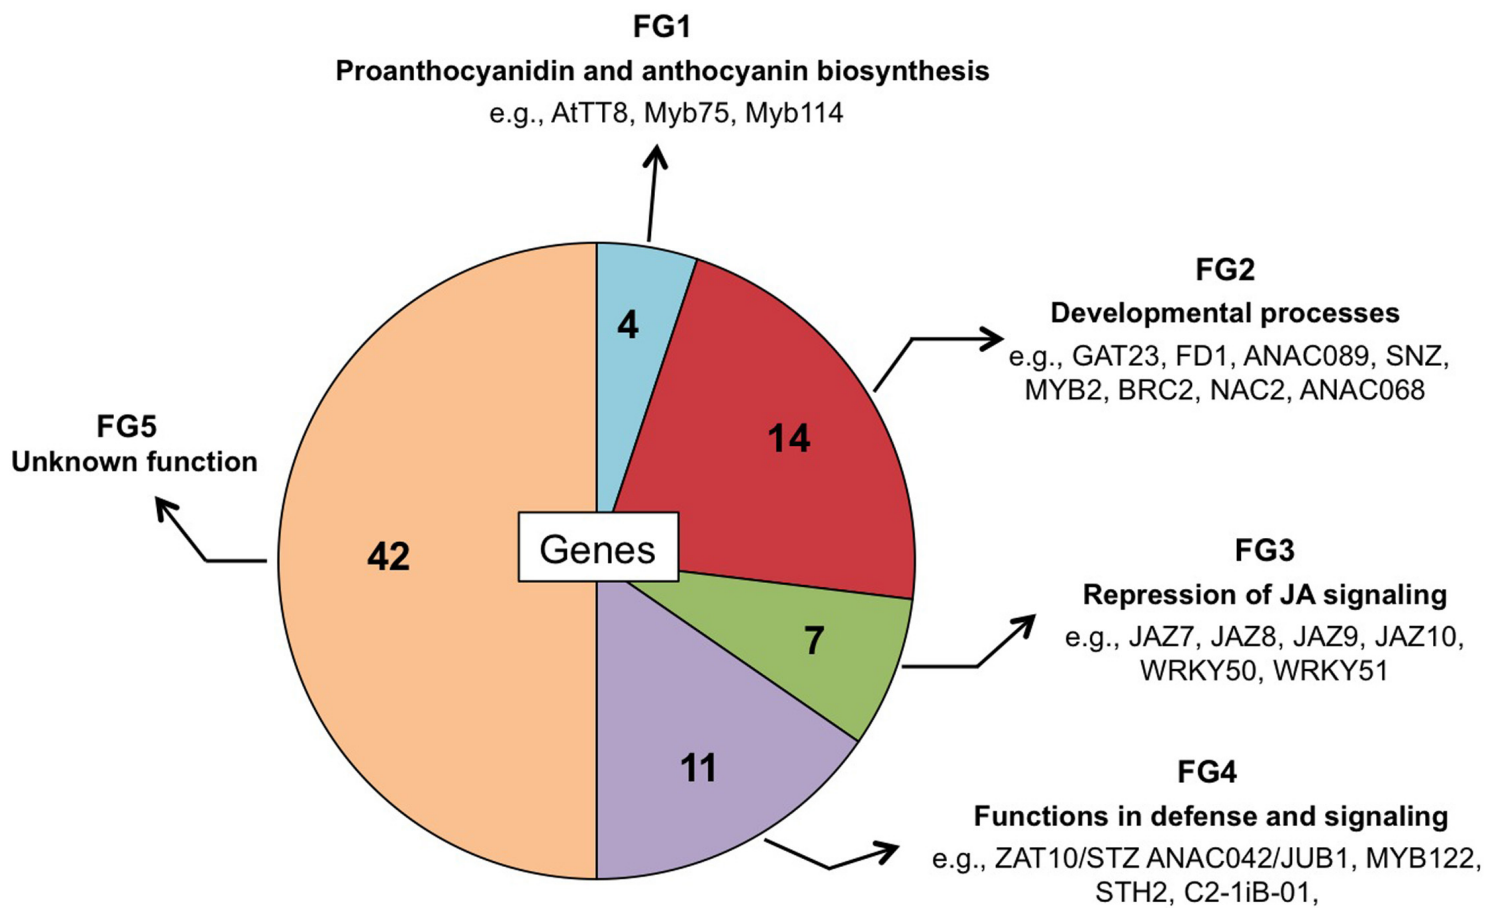 FG1
Proanthocyanidin and anthocyanin biosynthesis
e.g., AtTT8, Myb75, Myb114
FG2
Developmental processes
e.g., GAT23, FD1, ANAC089, SNZ,
MYB2, BRC2, NAC2, ANAC068
4
14
FG5
Unknown function
42
Genes
FG3
Repression of JA signaling
e.g., JAZ7, JAZ8, JAZ9, JAZ10,
WRKY50, WRKY51
7
11
FG4
Functions in defense and signaling
e.g., ZAT10/STZ ANAC042/JUB1, MYB122,
STH2, C2-1iB-01,